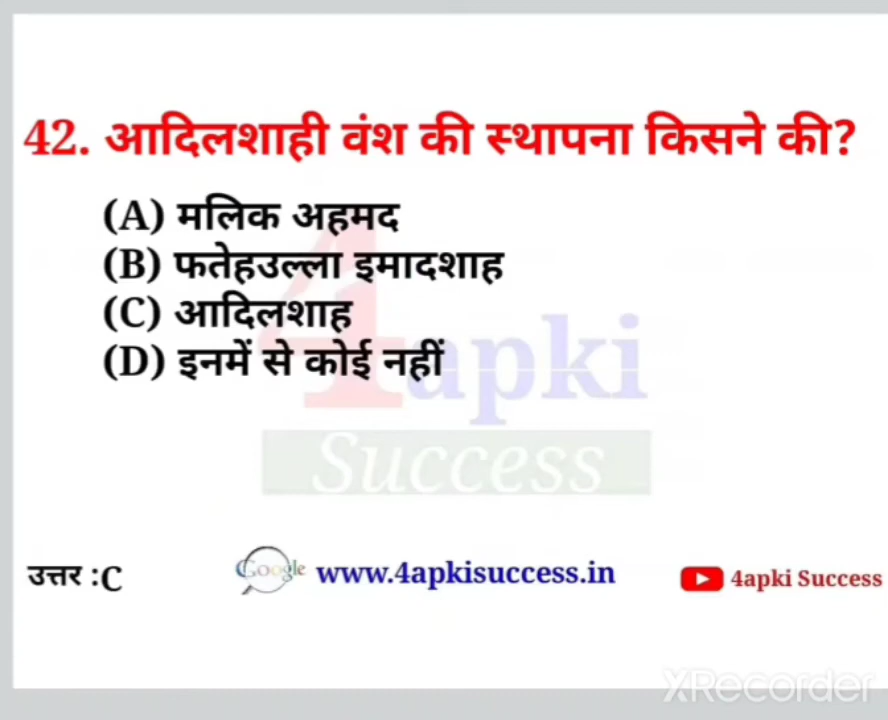 42. आदिलशाही वंश की स्थापना किसने की?
(A) मलिक अहमद
(B) फतेहउल्ला इमादशाह
(C) आदिलशाह
(D) इनमें से कोई नहीं
4apki
Success
उत्तर :C
Google www.4apkisuccess.in
4apki Success
XRecorder